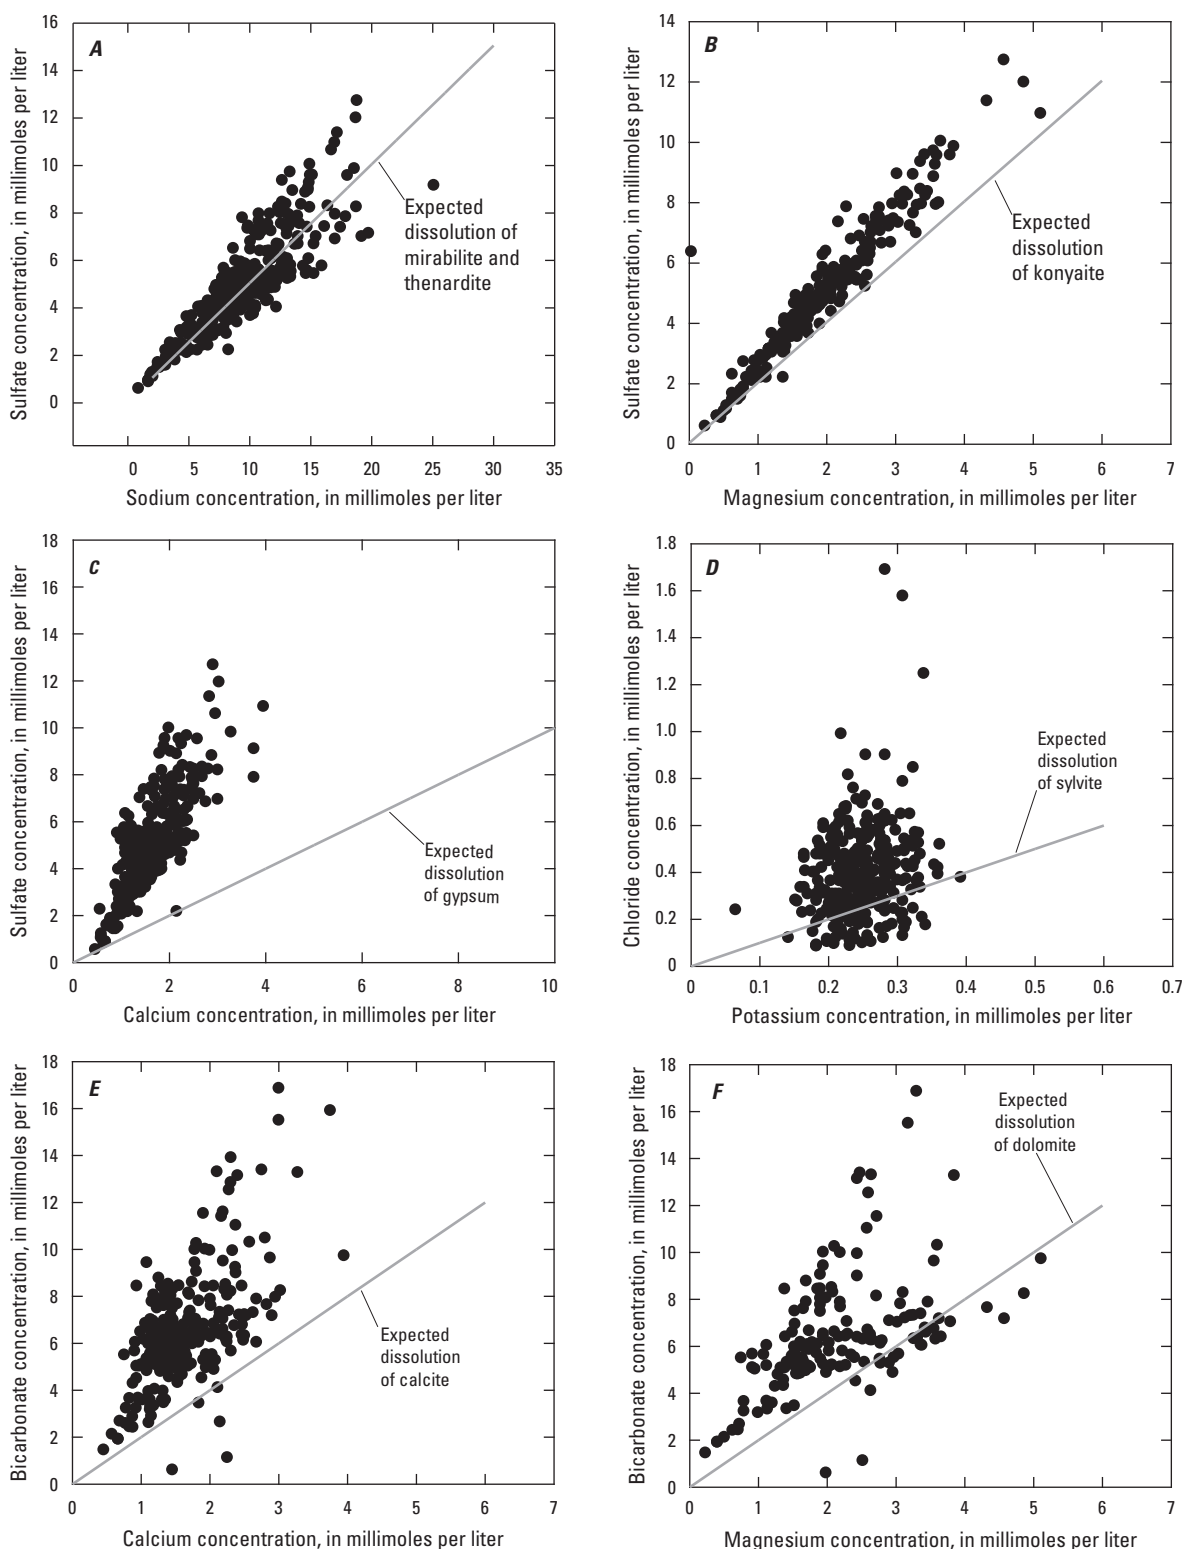 A
16
14
12
10
8
6
4
2
0
Sulfate concentration, in millimoles per liter
Expected
dissolution of
mirabilite and
thenardite
0 5 10 15 20 25 30 35
Sodium concentration, in millimoles per liter
B
14
12
10
8
6
4
2
0
Sulfate concentration, in millimoles per liter
Expected
dissolution
of konyaite
0 1 2 3 4 5 6 7
Magnesium concentration, in millimoles per liter
C
18
16
14
12
10
8
6
4
2
0
Sulfate concentration, in millimoles per liter
Expected
dissolution
of gypsum
0 2 4 6 8 10
Calcium concentration, in millimoles per liter
D
1.8
1.6
1.4
1.2
1.0
0.8
0.6
0.4
0.2
0
Chloride concentration, in millimoles per liter
Expected
dissolution
of sylvite
0 0.1 0.2 0.3 0.4 0.5 0.6 0.7
Potassium concentration, in millimoles per liter
E
18
16
14
12
10
8
6
4
2
0
Bicarbonate concentration, in millimoles per liter
Expected
dissolution
of calcite
0 1 2 3 4 5 6 7
Calcium concentration, in millimoles per liter
F
18
16
14
12
10
8
6
4
2
0
Bicarbonate concentration, in millimoles per liter
Expected
dissolution
of dolomite
0 1 2 3 4 5 6 7
Magnesium concentration, in millimoles per liter